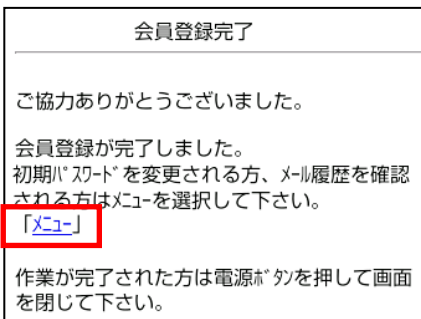 会員登録完了
ご協力ありがとうございました。
会員登録が完了しました。
初期ﾊﾟｽﾜｰﾄﾞを変更される方、ﾒｰﾙ履歴を確認
される方はﾒﾆｭｰを選択して下さい。
「ﾒﾆｭｰ」
作業が完了された方は電源ﾎﾞﾀﾝを押して画面
を閉じて下さい。